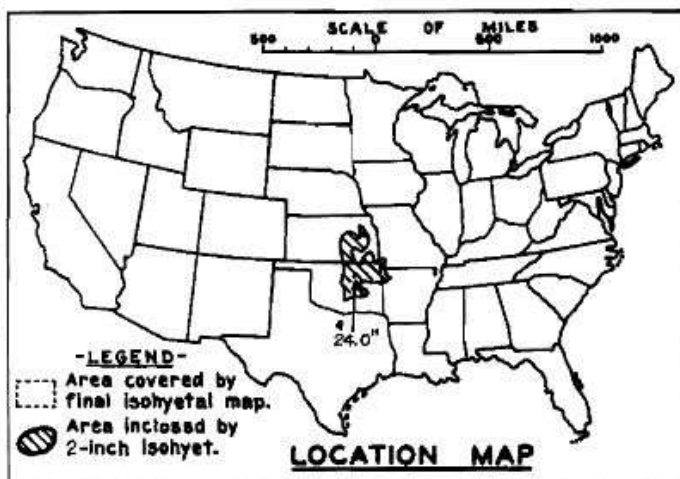 SCALE OF MILES
500 0 500 1000
24.0"
-LEGEND-
Area covered by
final isohyetal map.
Area inclosed by
2-inch isohyet.
LOCATION MAP